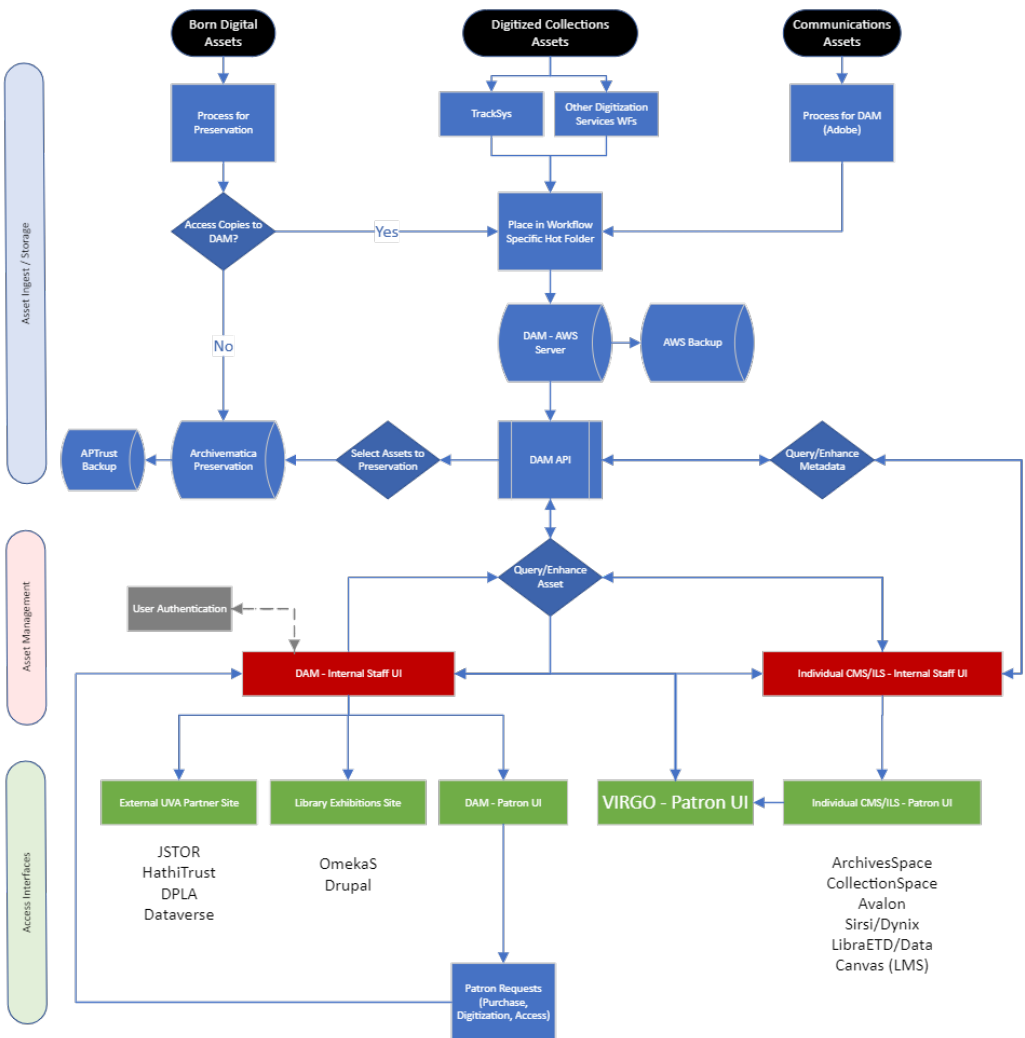 Born Digital
Assets
Digitized Collections
Assets
Communications
Assets
Asset Ingest / Storage
Process for
Preservation
TrackSys
Other Digitization
Services WFs
Process for DAM
(Adobe)
Access Copies to
DAM?
Yes
Place in Workflow
Specific Hot Folder
No
DAM - AWS
Server
AWS Backup
APTrust
Backup
Archivematica
Preservation
Select Assets to
Preservation
DAM API
Query/Enhance
Metadata
Asset Management
Query/Enhance
Asset
User Authentication
DAM - Internal Staff UI
Individual CMS/ILS - Internal Staff UI
Access Interfaces
External UVA Partner Site
Library Exhibitions Site
DAM - Patron UI
VIRGO - Patron UI
Individual CMS/ILS - Patron UI
JSTOR
HathiTrust
DPLA
Dataverse
OmekaS
Drupal
ArchivesSpace
CollectionSpace
Avalon
Sirsi/Dynix
LibraETD/Data
Canvas (LMS)
Patron Requests
(Purchase,
Digitization, Access)